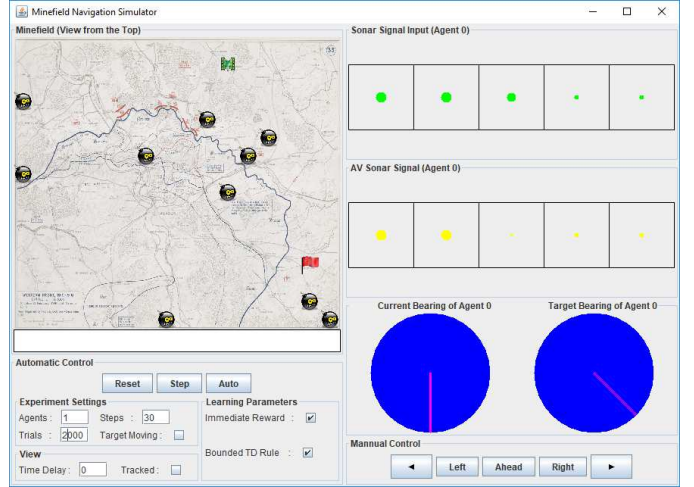 Minefield Navigation Simulator
Minefield (View from the Top)
Sonar Signal Input (Agent 0)
AV Sonar Signal (Agent 0)
Current Bearing of Agent 0
Target Bearing of Agent 0
Automatic Control
Reset
Step
Auto
Experiment Settings
Agents : 1
Steps : 30
Trials : 2000
Target Moving :
View
Time Delay : 0
Tracked :
Learning Parameters
Immediate Reward :
Bounded TD Rule :
Mannual Control
Left
Ahead
Right